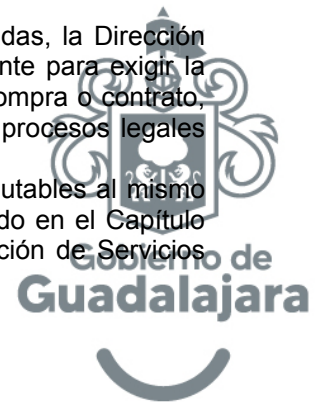 das, la Dirección
nte para exigir la
ompra o contrato,
procesos legales
utables al mismo
do en el Capítulo
ción de Servicios
Gobierno de
Guadalajara